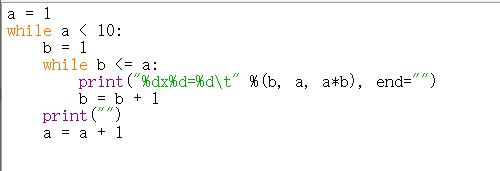 a = 1
while a < 10:
    b = 1
    while b <= a:
        print("%dx%d=%d\t" %(b, a, a*b), end="")
        b = b + 1
    print("")
    a = a + 1